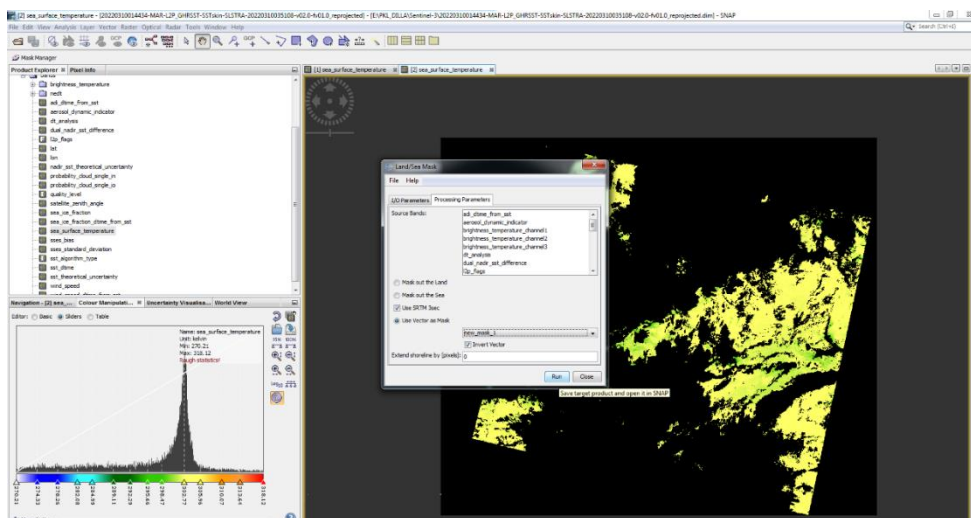 [2] sea_surface_temperature - [20220310014434-MAR-L2P_GHRSST-SSTskin-SLSTRA-20220310035108-v02.0-fv01.0_reprojected] - [E:\PKL_DILLA\Sentinel-3\20220310014434-MAR-L2P_GHRSST-SSTskin-SLSTRA-20220310035108-v02.0-fv01.0_reprojected.dim] - SNAP
File Edit View Analysis Layer Vector Raster Optical Radar Tools Window Help
Search (Ctrl+I)
Mask Manager
Product Explorer Pixel Info
[1] sea_surface_temperature [2] sea_surface_temperature
brightness_temperature
nedt
adi_dtime_from_sst
aerosol_dynamic_indicator
dt_analysis
dual_nadir_sst_difference
l2p_flags
lat
lon
nadir_sst_theoretical_uncertainty
probability_cloud_single_in
probability_cloud_single_io
quality_level
satellite_zenith_angle
sea_ice_fraction
sea_ice_fraction_dtime_from_sst
sea_surface_temperature
sses_bias
sses_standard_deviation
sst_algorithm_type
sst_dtime
sst_theoretical_uncertainty
wind_speed
Land/Sea Mask
File Help
I/O Parameters Processing Parameters
Source Bands:
adi_dtime_from_sst
aerosol_dynamic_indicator
brightness_temperature_channel1
brightness_temperature_channel2
brightness_temperature_channel3
dt_analysis
dual_nadir_sst_difference
l2p_flags
Mask out the Land
Mask out the Sea
Use SRTM 3sec
Use Vector as Mask
new_mask_1
Invert Vector
Extend shoreline by [pixels]: 0
Run Close
Save target product and open it in SNAP
Navigation - [2] sea_... Colour Manipulati... Uncertainty Visualisa... World View
Editor: Basic Sliders Table
Name: sea_surface_temperature
Unit: kelvin
Min: 270.21
Max: 318.12
Rough statistics!